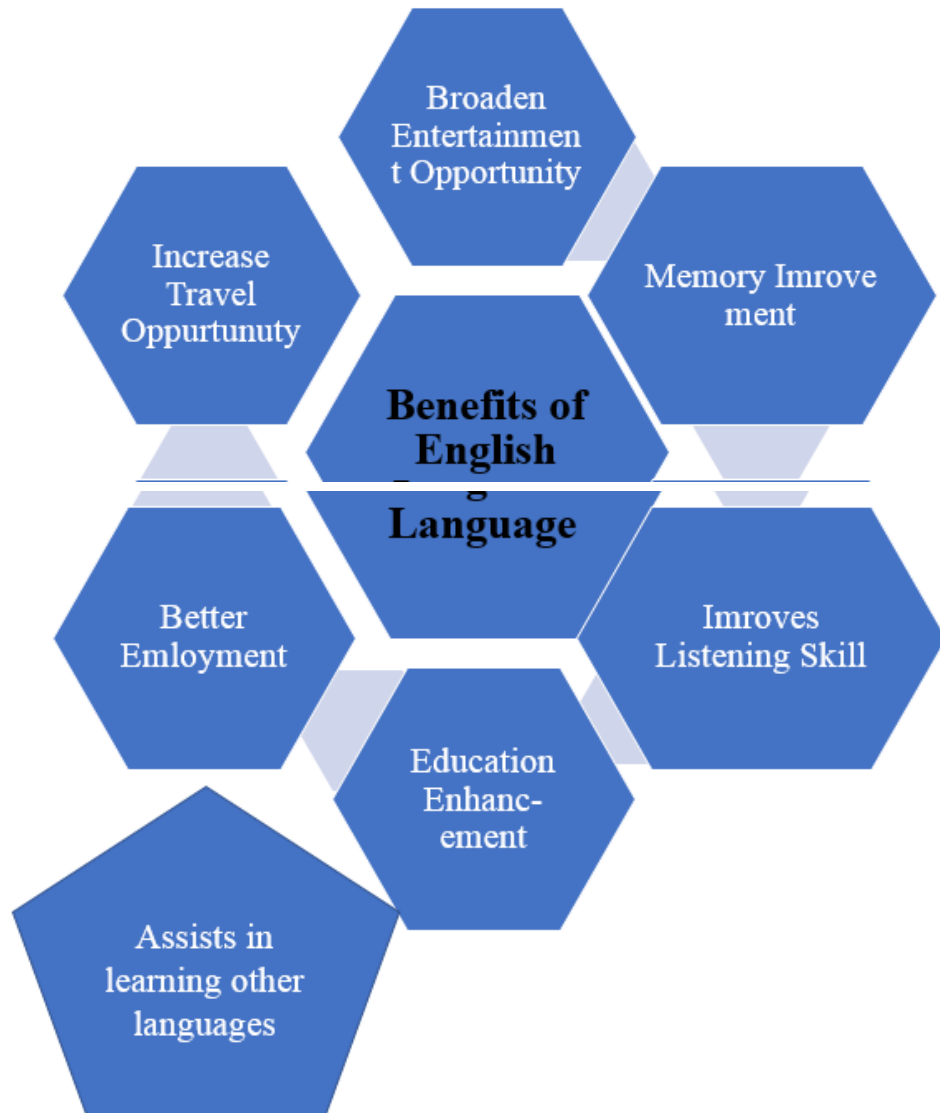 Broaden
Entertainmen
t Opportunity
Increase
Travel
Oppurtunuty
Memory Imrove
ment
Benefits of
English
Language
Better
Emloyment
Imroves
Listening Skill
Education
Enhanc-
ement
Assists in
learning other
languages